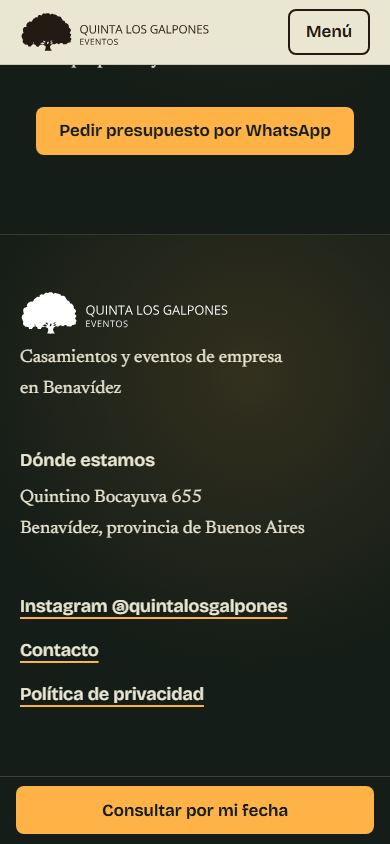 QUINTA LOS GALPONES
EVENTOS
Menú
Pedir presupuesto por WhatsApp
QUINTA LOS GALPONES
EVENTOS
Casamientos y eventos de empresa
en Benavídez
Dónde estamos
Quintino Bocayuva 655
Benavídez, provincia de Buenos Aires
Instagram @quintalosgalpones
Contacto
Política de privacidad
Consultar por mi fecha